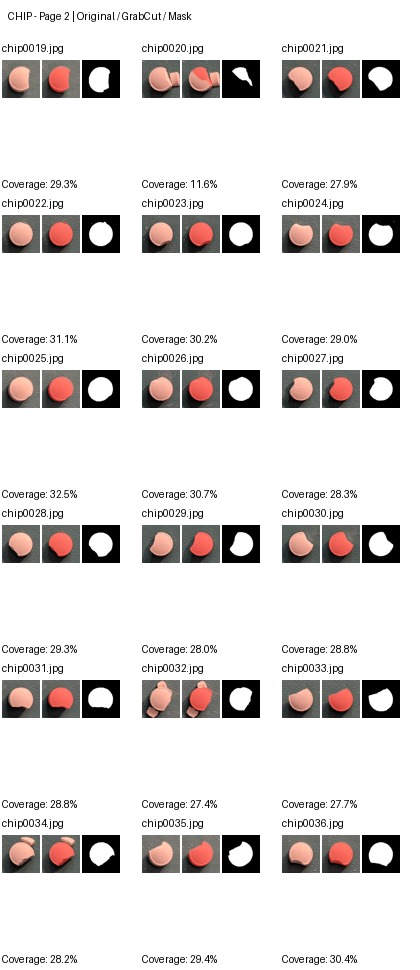 CHIP - Page 2 | Original / GrabCut / Mask
chip0019.jpg
chip0020.jpg
chip0021.jpg
Coverage: 29.3%
Coverage: 11.6%
Coverage: 27.9%
chip0022.jpg
chip0023.jpg
chip0024.jpg
Coverage: 31.1%
Coverage: 30.2%
Coverage: 29.0%
chip0025.jpg
chip0026.jpg
chip0027.jpg
Coverage: 32.5%
Coverage: 30.7%
Coverage: 28.3%
chip0028.jpg
chip0029.jpg
chip0030.jpg
Coverage: 29.3%
Coverage: 28.0%
Coverage: 28.8%
chip0031.jpg
chip0032.jpg
chip0033.jpg
Coverage: 28.8%
Coverage: 27.4%
Coverage: 27.7%
chip0034.jpg
chip0035.jpg
chip0036.jpg
Coverage: 28.2%
Coverage: 29.4%
Coverage: 30.4%